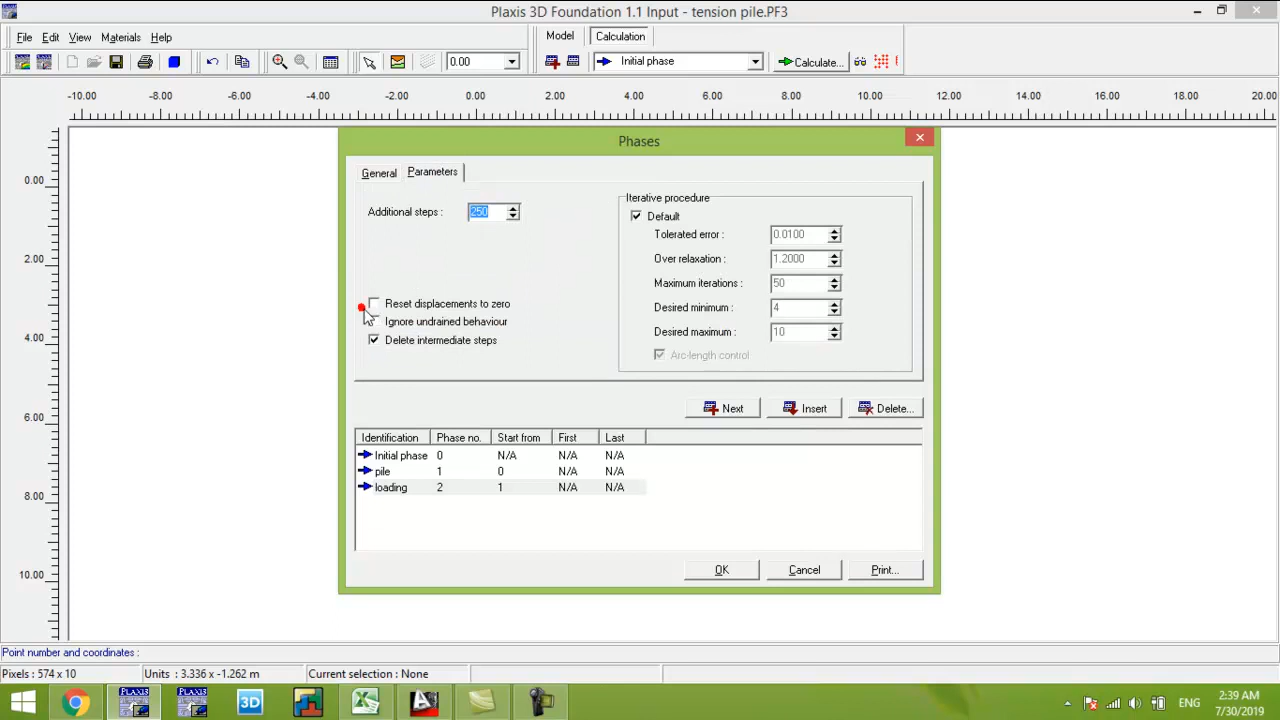 Plaxis 3D Foundation 1.1 Input - tension pile.PF3
File Edit View Materials Help
Model Calculation
0.00
Initial phase
Calculate...
-10.00 -8.00 -6.00 -4.00 -2.00 0.00 2.00 4.00 6.00 8.00 10.00 12.00 14.00 16.00 18.00 20.00
0.00
2.00
4.00
6.00
8.00
10.00
Phases
General Parameters
Additional steps : 250
Reset displacements to zero
Ignore undrained behaviour
Delete intermediate steps
Iterative procedure
Default
Tolerated error : 0.0100
Over relaxation : 1.2000
Maximum iterations : 50
Desired minimum : 4
Desired maximum : 10
Arc-length control
Next Insert Delete...
Identification Phase no. Start from First Last
Initial phase 0 N/A N/A N/A
pile 1 0 N/A N/A
loading 2 1 N/A N/A
OK Cancel Print...
Point number and coordinates :
Pixels : 574 x 10 Units : 3.336 x -1.262 m Current selection : None
PLAXIS PLAXIS 3D
ENG
2:39 AM
7/30/2019